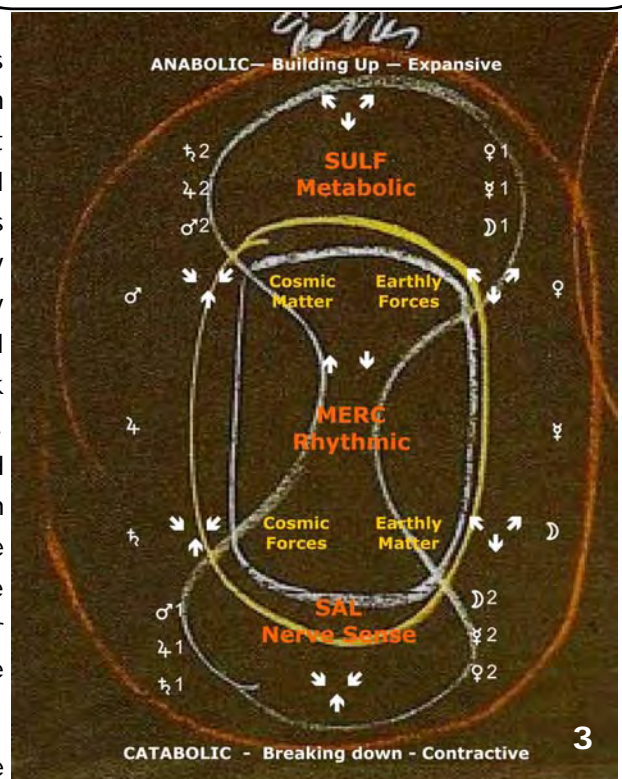 ANABOLIC— Building Up — Expansive
♄2 ♀1
SULF
Metabolic
♃2 ☿1
♂2 ☽1
Cosmic Matter Earthly Forces
♂ ♀
MERC
Rhythmic
♃ ☿
Cosmic Forces Earthly Matter
♄ ☽
SAL
Nerve Sense
♂1 ☽2
♃1 ☿2
♄1 ♀2
3
CATABOLIC - Breaking down - Contractive